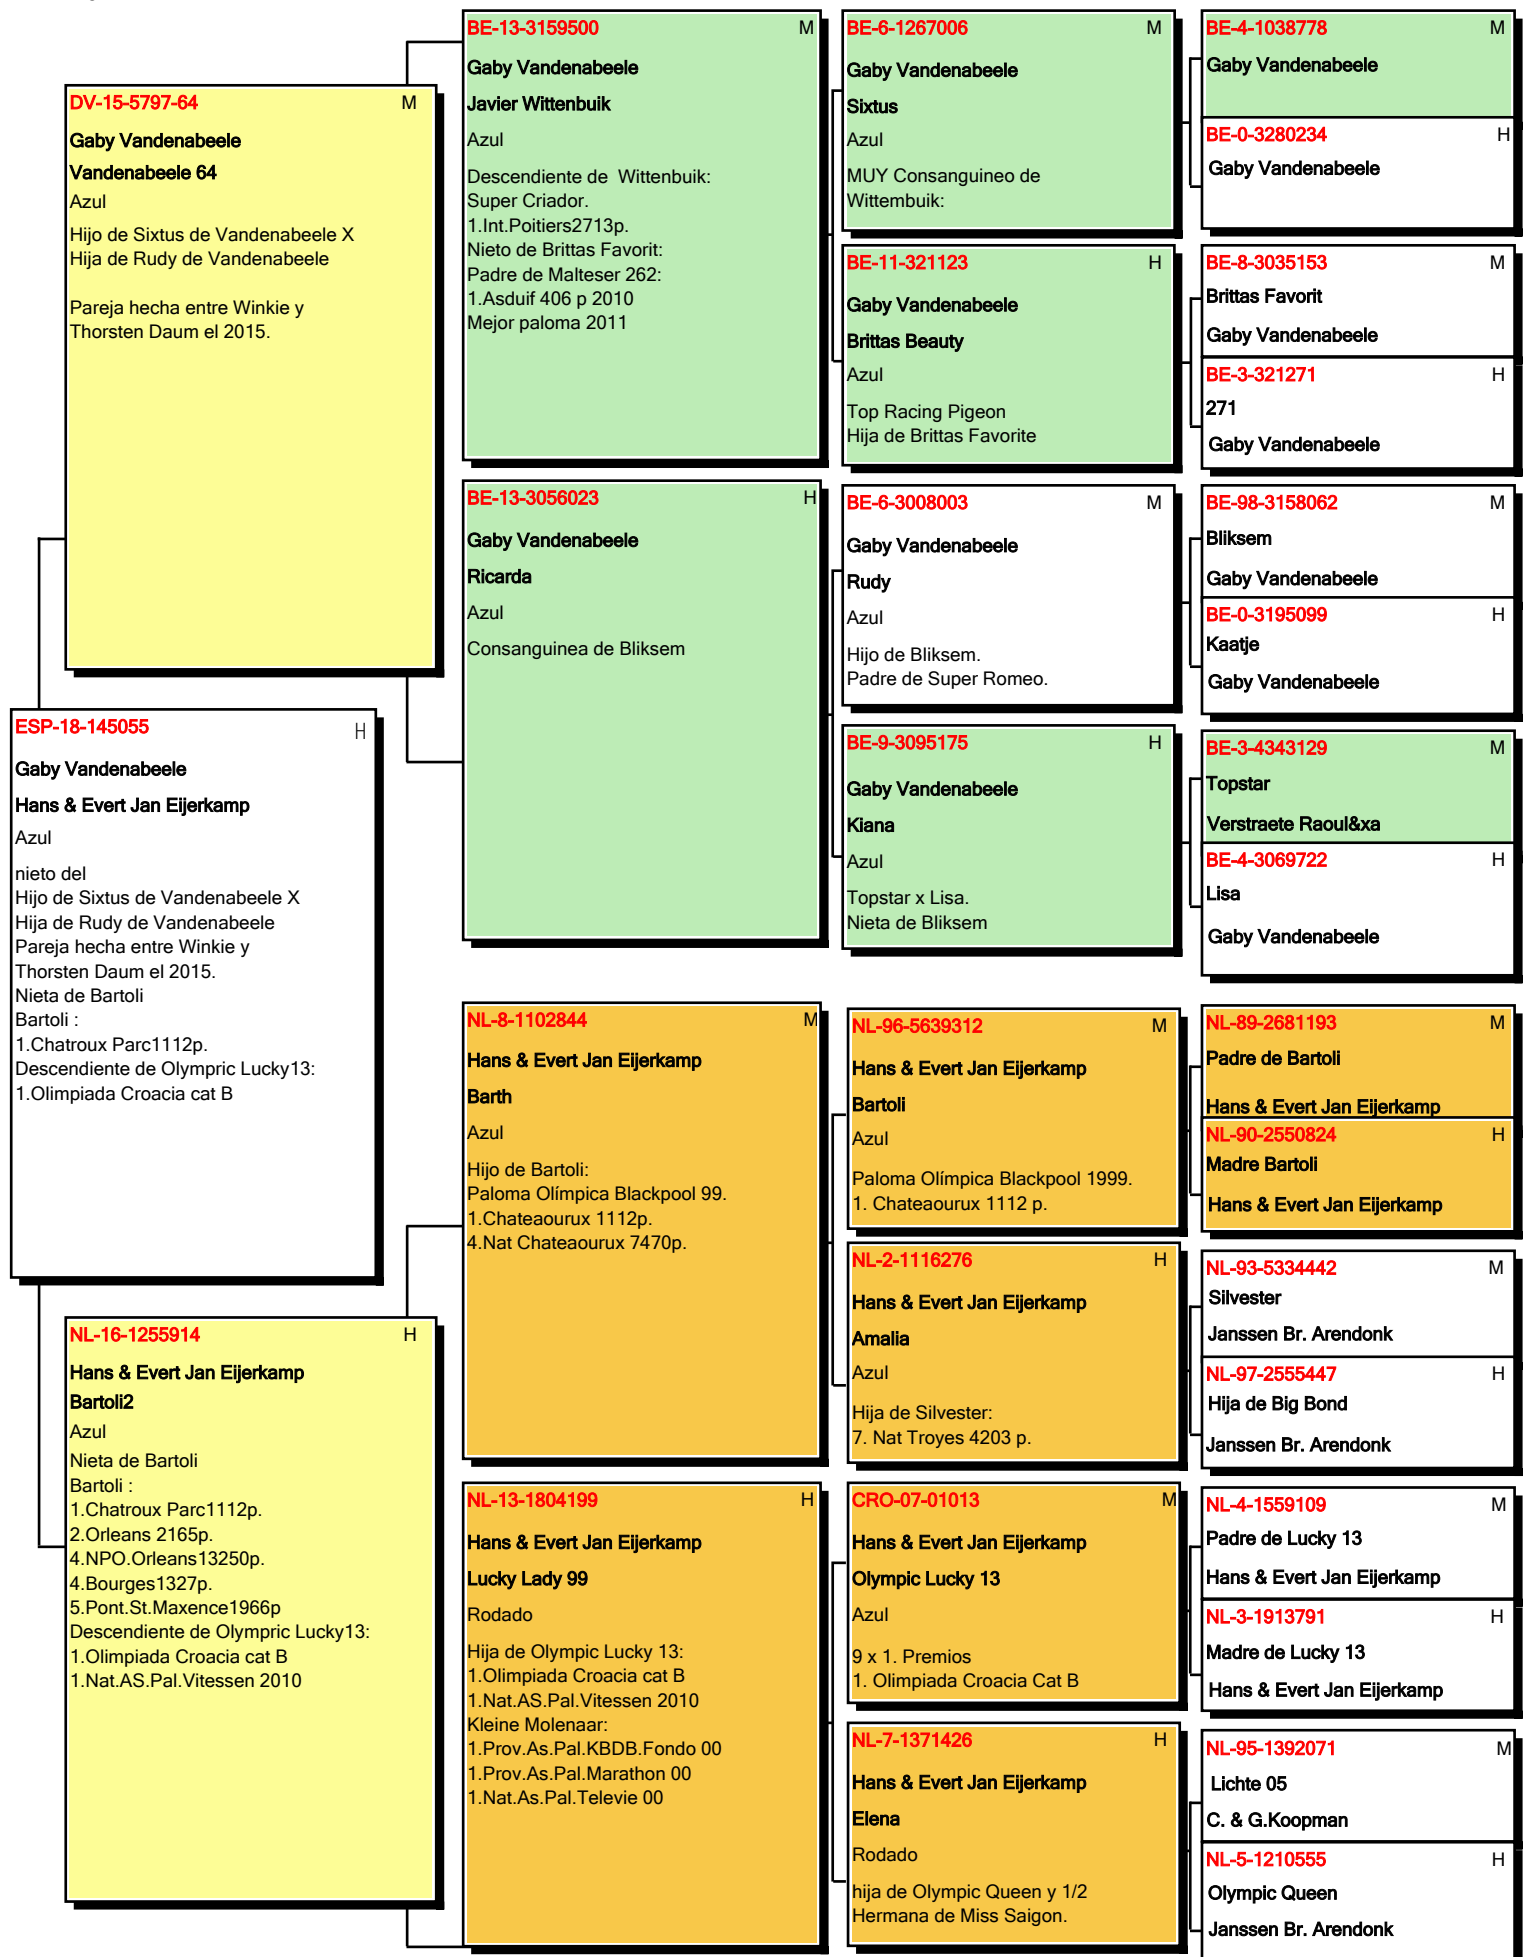 DV-15-5797-64 M
Gaby Vandenabeele
Vandenabeele 64
Azul
Hijo de Sixtus de Vandenabeele X
Hija de Rudy de Vandenabeele
Pareja hecha entre Winkie y
Thorsten Daum el 2015.
ESP-18-145055 H
Gaby Vandenabeele
Hans & Evert Jan Eijerkamp
Azul
nieto del
Hijo de Sixtus de Vandenabeele X
Hija de Rudy de Vandenabeele
Pareja hecha entre Winkie y
Thorsten Daum el 2015.
Nieta de Bartoli
Bartoli :
1.Chatroux Parc1112p.
Descendiente de Olympric Lucky13:
1.Olimpiada Croacia cat B
NL-16-1255914 H
Hans & Evert Jan Eijerkamp
Bartoli2
Azul
Nieta de Bartoli
Bartoli :
1.Chatroux Parc1112p.
2.Orleans 2165p.
4.NPO.Orleans13250p.
4.Bourges1327p.
5.Pont.St.Maxence1966p
Descendiente de Olympric Lucky13:
1.Olimpiada Croacia cat B
1.Nat.AS.Pal.Vitessen 2010
BE-13-3159500 M
Gaby Vandenabeele
Javier Wittenbuik
Azul
Descendiente de  Wittenbuik:
Super Criador.
1.Int.Poitiers2713p.
Nieto de Brittas Favorit:
Padre de Malteser 262:
1.Asduif 406 p 2010
Mejor paloma 2011
BE-13-3056023 H
Gaby Vandenabeele
Ricarda
Azul
Consanguinea de Bliksem
NL-8-1102844 M
Hans & Evert Jan Eijerkamp
Barth
Azul
Hijo de Bartoli:
Paloma Olímpica Blackpool 99.
1.Chateaourux 1112p.
4.Nat Chateaourux 7470p.
NL-13-1804199 H
Hans & Evert Jan Eijerkamp
Lucky Lady 99
Rodado
Hija de Olympic Lucky 13:
1.Olimpiada Croacia cat B
1.Nat.AS.Pal.Vitessen 2010
Kleine Molenaar:
1.Prov.As.Pal.KBDB.Fondo 00
1.Prov.As.Pal.Marathon 00
1.Nat.As.Pal.Televie 00
BE-6-1267006 M
Gaby Vandenabeele
Sixtus
Azul
MUY Consanguineo de
Wittembuik:
BE-11-321123 H
Gaby Vandenabeele
Brittas Beauty
Azul
Top Racing Pigeon
Hija de Brittas Favorite
BE-6-3008003 M
Gaby Vandenabeele
Rudy
Azul
Hijo de Bliksem.
Padre de Super Romeo.
BE-9-3095175 H
Gaby Vandenabeele
Kiana
Azul
Topstar x Lisa.
Nieta de Bliksem
NL-96-5639312 M
Hans & Evert Jan Eijerkamp
Bartoli
Azul
Paloma Olímpica Blackpool 1999.
1. Chateaourux 1112 p.
NL-2-1116276 H
Hans & Evert Jan Eijerkamp
Amalia
Azul
Hija de Silvester:
7. Nat Troyes 4203 p.
CRO-07-01013 M
Hans & Evert Jan Eijerkamp
Olympic Lucky 13
Azul
9 x 1. Premios
1. Olimpiada Croacia Cat B
NL-7-1371426 H
Hans & Evert Jan Eijerkamp
Elena
Rodado
hija de Olympic Queen y 1/2
Hermana de Miss Saigon.
BE-4-1038778 M
Gaby Vandenabeele
BE-0-3280234 H
Gaby Vandenabeele
BE-8-3035153 M
Brittas Favorit
Gaby Vandenabeele
BE-3-321271 H
271
Gaby Vandenabeele
BE-98-3158062 M
Bliksem
Gaby Vandenabeele
BE-0-3195099 H
Kaatje
Gaby Vandenabeele
BE-3-4343129 M
Topstar
Verstraete Raoul&xa
BE-4-3069722 H
Lisa
Gaby Vandenabeele
NL-89-2681193 M
Padre de Bartoli
Hans & Evert Jan Eijerkamp
NL-90-2550824 H
Madre Bartoli
Hans & Evert Jan Eijerkamp
NL-93-5334442 M
Silvester
Janssen Br. Arendonk
NL-97-2555447 H
Hija de Big Bond
Janssen Br. Arendonk
NL-4-1559109 M
Padre de Lucky 13
Hans & Evert Jan Eijerkamp
NL-3-1913791 H
Madre de Lucky 13
Hans & Evert Jan Eijerkamp
NL-95-1392071 M
Lichte 05
C. & G.Koopman
NL-5-1210555 H
Olympic Queen
Janssen Br. Arendonk